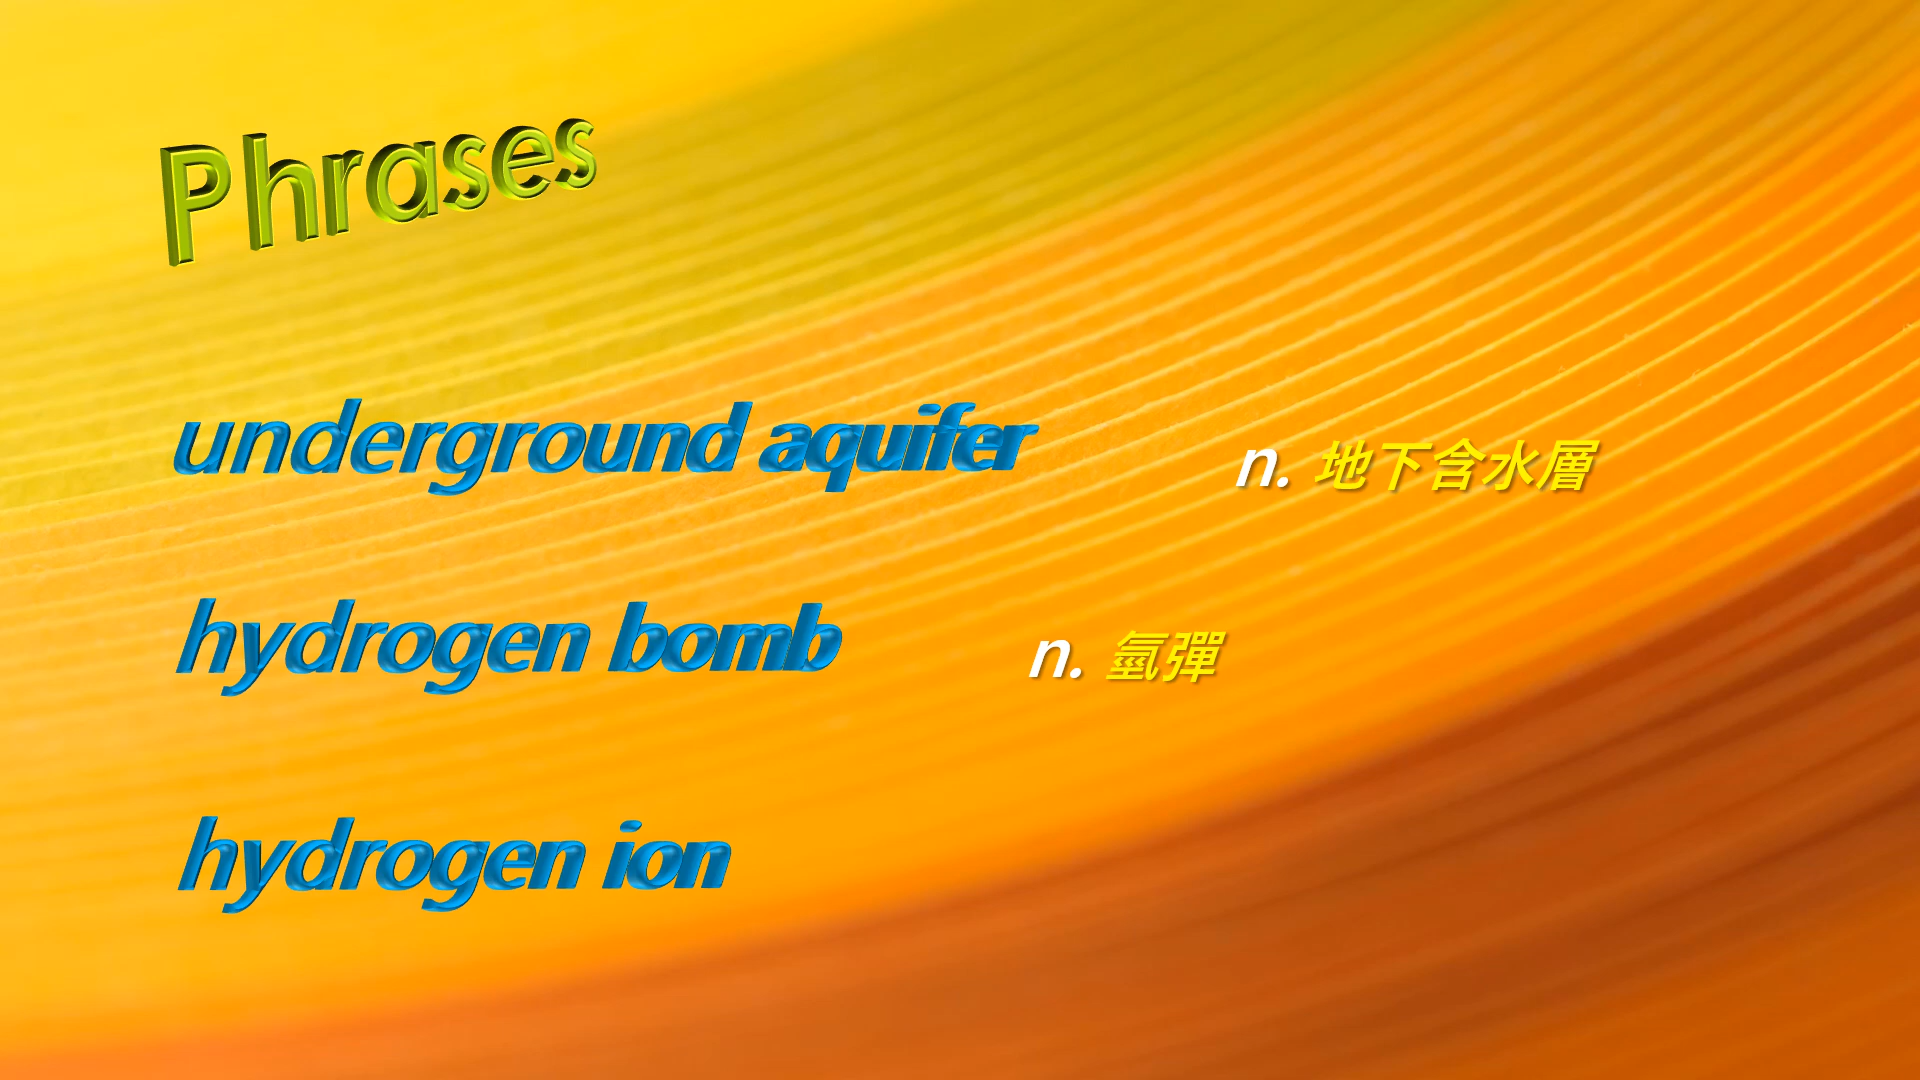 Phrases
underground aquifer n. 地下含水層
hydrogen bomb n. 氫彈
hydrogen ion